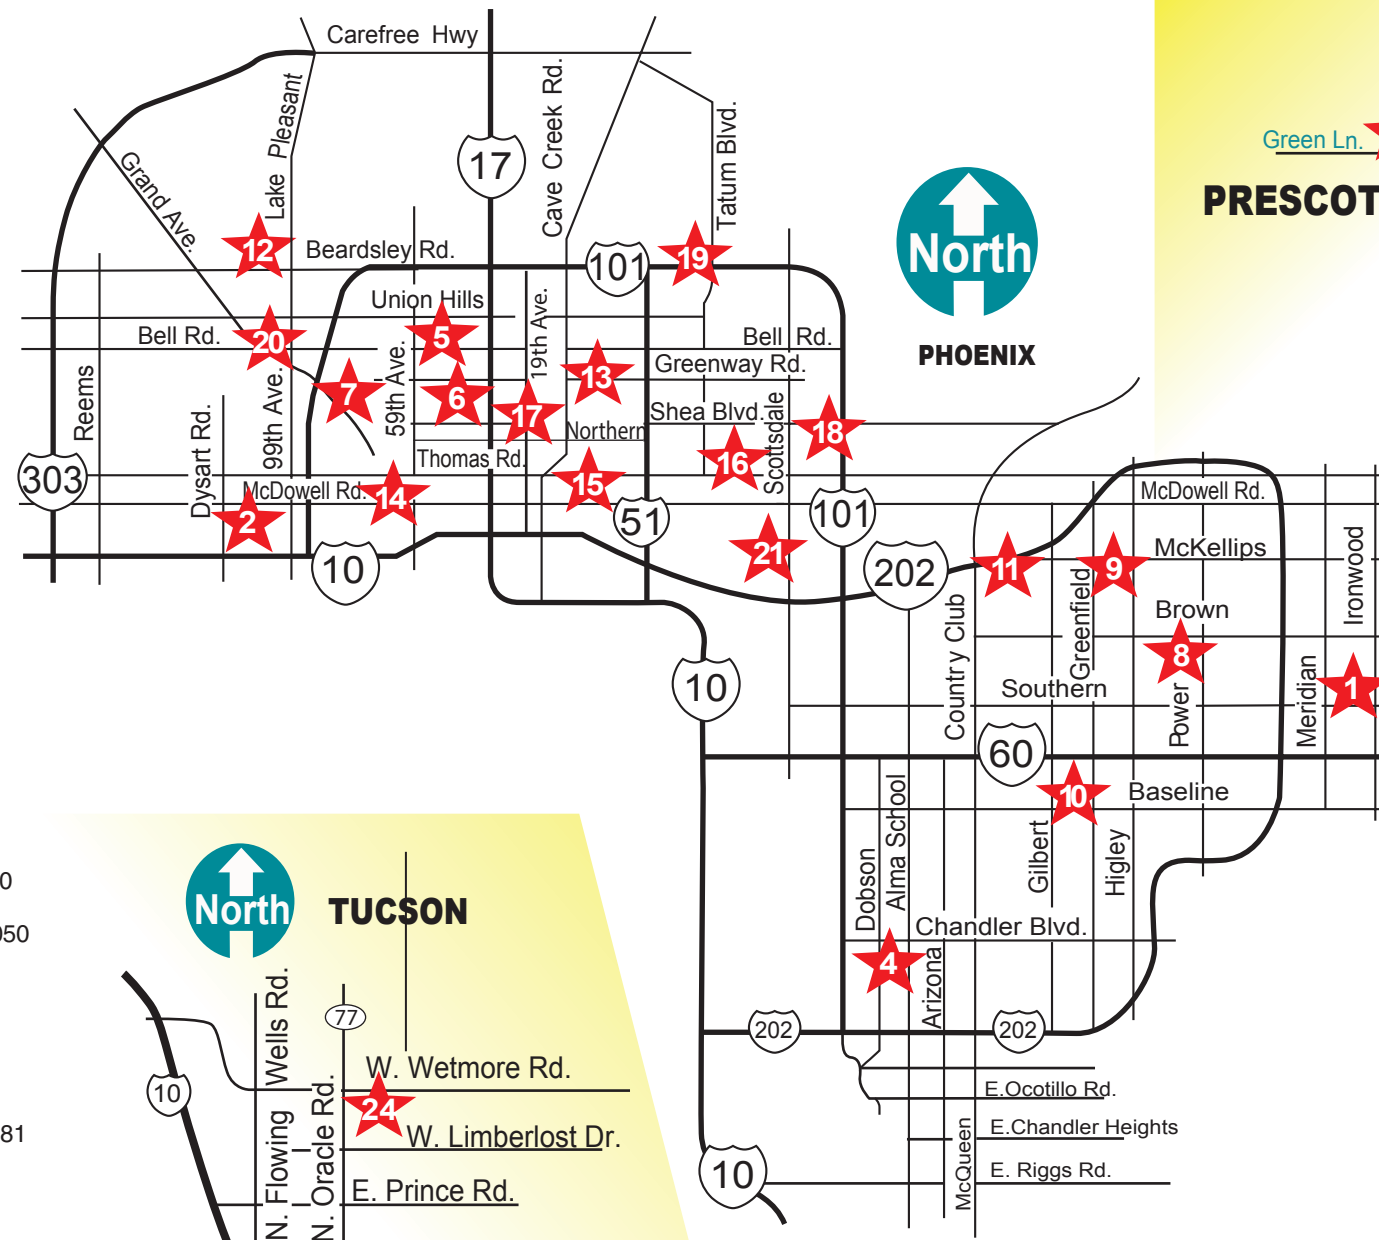 Carefree Hwy
Lake Pleasant
17
Cave Creek Rd.
Tatum Blvd.
Green Ln.
PRESCOT
Grand Ave.
North
PHOENIX
12
Beardsley Rd.
101
19
Union Hills
Bell Rd.
20
5
19th Ave.
Bell Rd.
Greenway Rd.
13
7
6
59th Ave.
Reems
Dysart Rd.
99th Ave.
17
Shea Blvd.
Scottsdale
18
Northern
Thomas Rd.
16
303
McDowell Rd.
14
15
2
51
101
McDowell Rd.
10
21
202
11
9
McKellips
Ironwood
Greenfield
Brown
Country Club
8
10
Southern
Power
Meridian
1
60
10
Baseline
Dobson
Alma School
Gilbert
Higley
Chandler Blvd.
4
Arizona
202
202
E.Ocotillo Rd.
E.Chandler Heights
McQueen
E. Riggs Rd.
10
0
050
81
North
TUCSON
N. Flowing Wells Rd.
77
10
W. Wetmore Rd.
24
N. Oracle Rd.
W. Limberlost Dr.
E. Prince Rd.